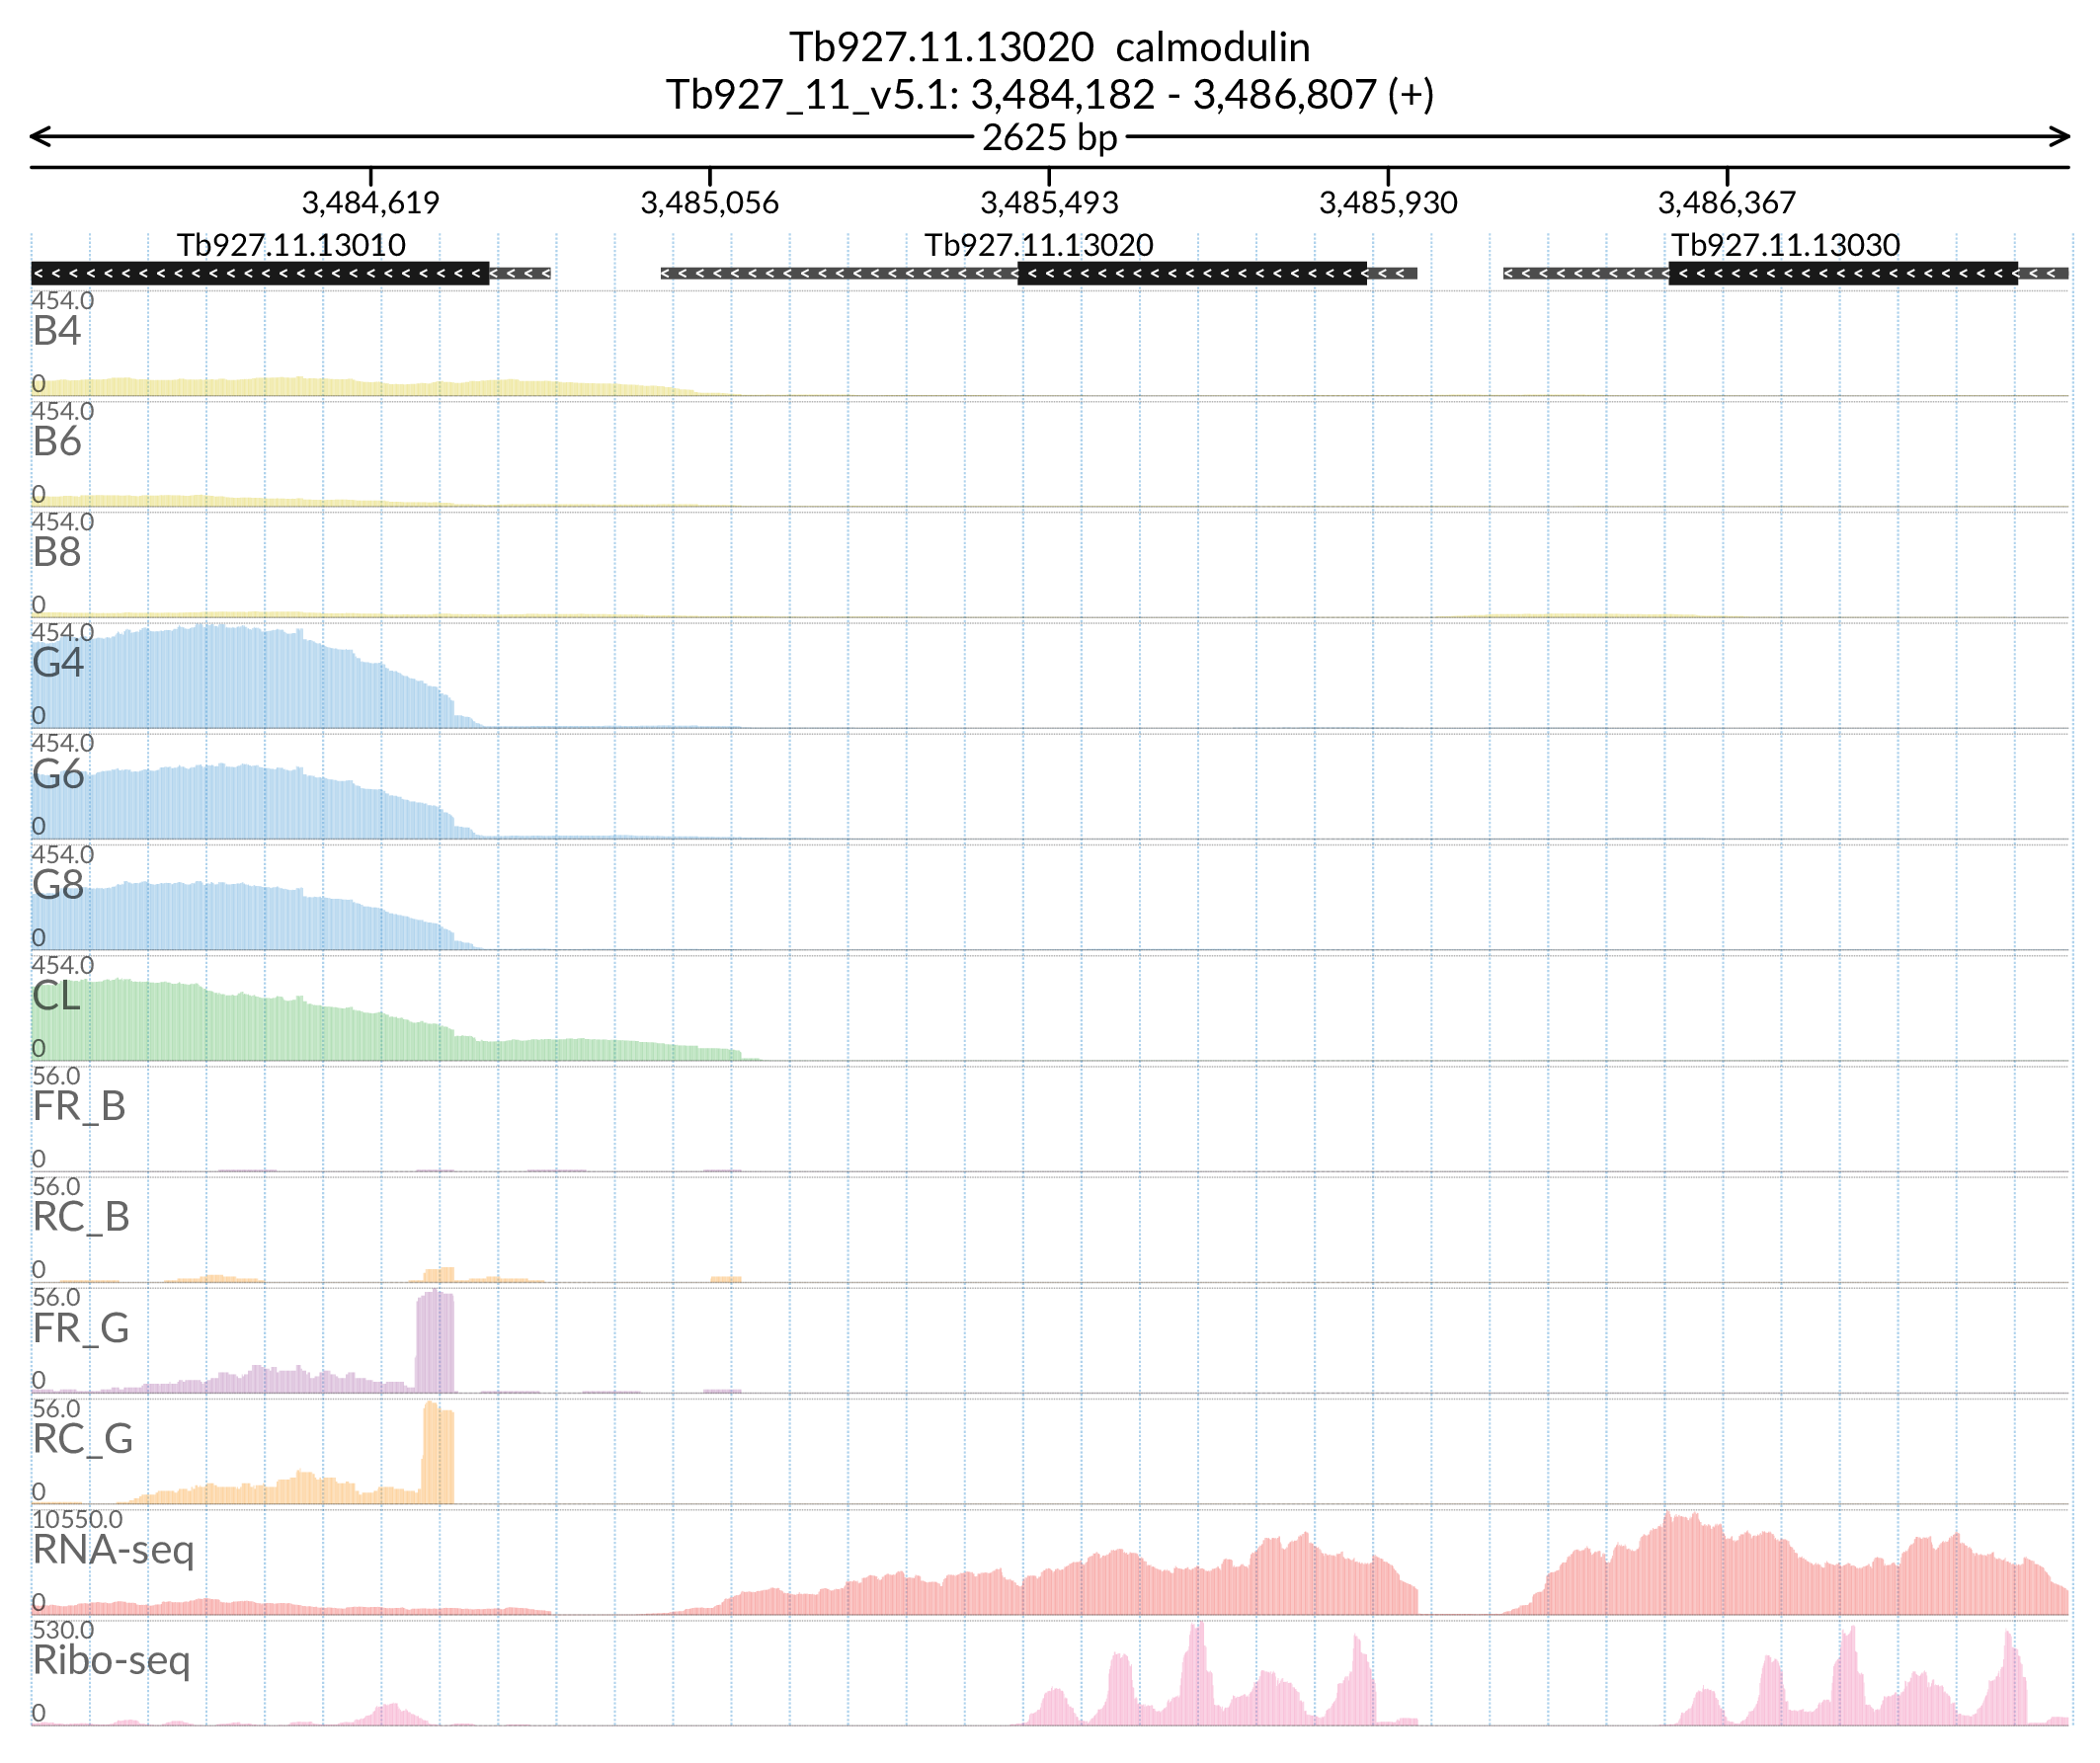 Tb927.11.13020 calmodulin
Tb927_11_v5.1: 3,484,182 - 3,486,807 (+)
2625 bp
3,484,619 3,485,056 3,485,493 3,485,930 3,486,367
Tb927.11.13010 Tb927.11.13020 Tb927.11.13030
454.0
B4
0
454.0
B6
0
454.0
B8
0
454.0
G4
0
454.0
G6
0
454.0
G8
0
454.0
CL
0
56.0
FR_B
0
56.0
RC_B
0
56.0
FR_G
0
56.0
RC_G
0
10550.0
RNA-seq
0
530.0
Ribo-seq
0